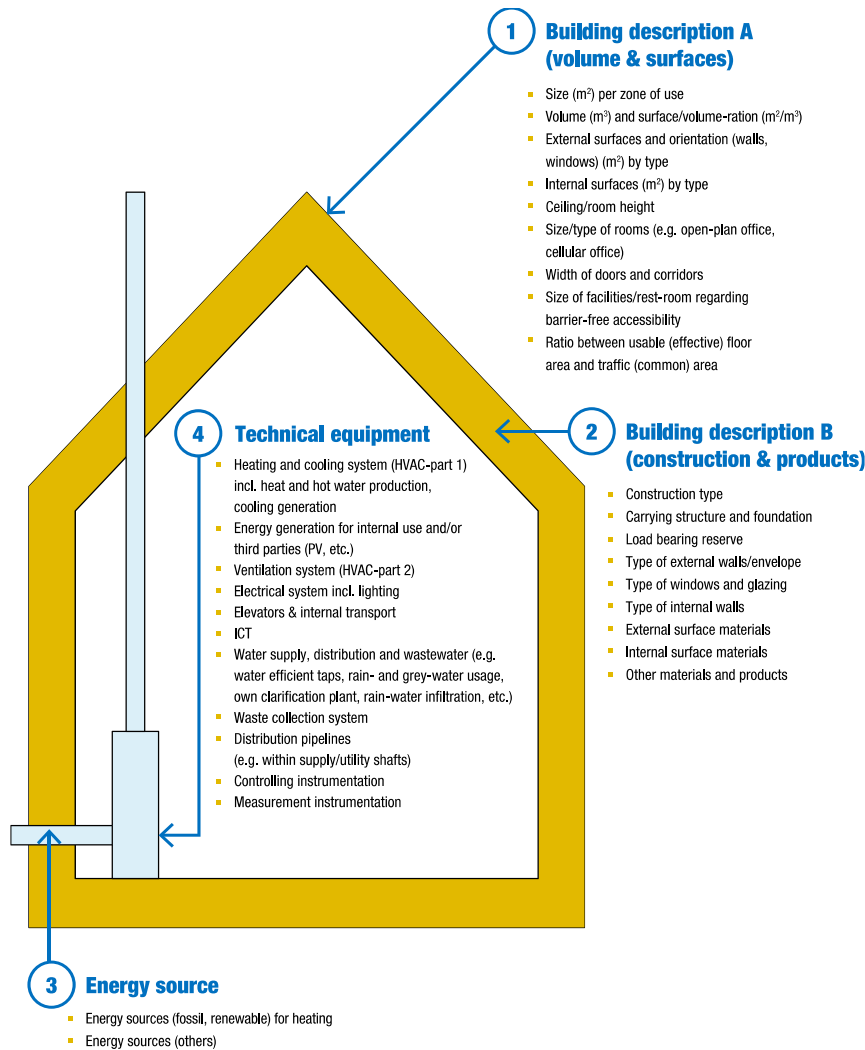 1 Building description A
(volume & surfaces)
▪ Size (m²) per zone of use
▪ Volume (m³) and surface/volume-ration (m²/m³)
▪ External surfaces and orientation (walls,
windows) (m²) by type
▪ Internal surfaces (m²) by type
▪ Ceiling/room height
▪ Size/type of rooms (e.g. open-plan office,
cellular office)
▪ Width of doors and corridors
▪ Size of facilities/rest-room regarding
barrier-free accessibility
▪ Ratio between usable (effective) floor
area and traffic (common) area
2 Building description B
(construction & products)
▪ Construction type
▪ Carrying structure and foundation
▪ Load bearing reserve
▪ Type of external walls/envelope
▪ Type of windows and glazing
▪ Type of internal walls
▪ External surface materials
▪ Internal surface materials
▪ Other materials and products
4 Technical equipment
▪ Heating and cooling system (HVAC-part 1)
incl. heat and hot water production,
cooling generation
▪ Energy generation for internal use and/or
third parties (PV, etc.)
▪ Ventilation system (HVAC-part 2)
▪ Electrical system incl. lighting
▪ Elevators & internal transport
▪ ICT
▪ Water supply, distribution and wastewater (e.g.
water efficient taps, rain- and grey-water usage,
own clarification plant, rain-water infiltration, etc.)
▪ Waste collection system
▪ Distribution pipelines
(e.g. within supply/utility shafts)
▪ Controlling instrumentation
▪ Measurement instrumentation
3 Energy source
▪ Energy sources (fossil, renewable) for heating
▪ Energy sources (others)